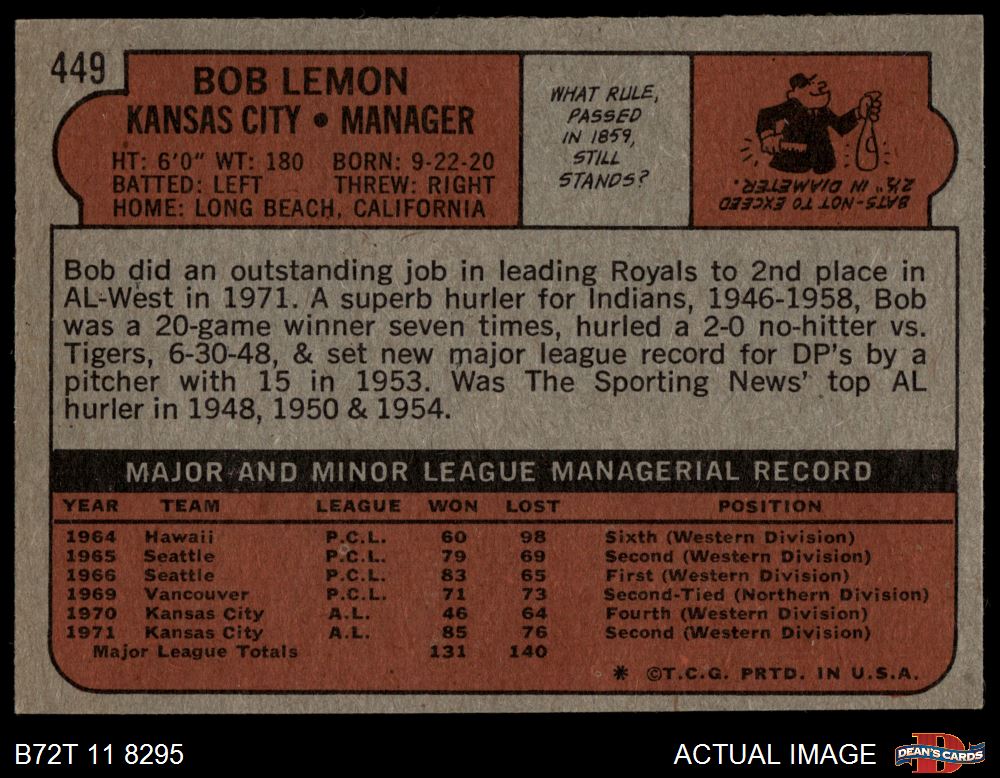 449
BOB LEMON
KANSAS CITY • MANAGER
HT: 6'0" WT: 180 BORN: 9-22-20
BATTED: LEFT THREW: RIGHT
HOME: LONG BEACH, CALIFORNIA
WHAT RULE,
PASSED
IN 1859,
STILL
STANDS?
BATS-NOT TO EXCEED
2½" IN DIAMETER.
Bob did an outstanding job in leading Royals to 2nd place in
AL-West in 1971. A superb hurler for Indians, 1946-1958, Bob
was a 20-game winner seven times, hurled a 2-0 no-hitter vs.
Tigers, 6-30-48, & set new major league record for DP's by a
pitcher with 15 in 1953. Was The Sporting News' top AL
hurler in 1948, 1950 & 1954.
MAJOR AND MINOR LEAGUE MANAGERIAL RECORD
YEAR TEAM LEAGUE WON LOST POSITION
1964 Hawaii P.C.L. 60 98 Sixth (Western Division)
1965 Seattle P.C.L. 79 69 Second (Western Division)
1966 Seattle P.C.L. 83 65 First (Western Division)
1969 Vancouver P.C.L. 71 73 Second-Tied (Northern Division)
1970 Kansas City A.L. 46 64 Fourth (Western Division)
1971 Kansas City A.L. 85 76 Second (Western Division)
Major League Totals 131 140
* ©T.C.G. PRTD. IN U.S.A.
B72T 11 8295
ACTUAL IMAGE
DEAN'S CARDS